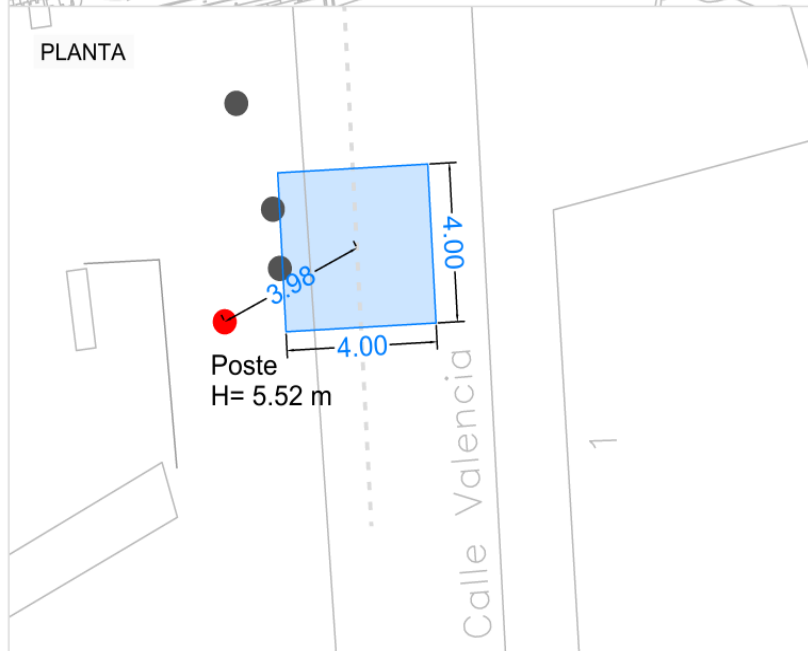 PLANTA
4.00
3.98
4.00
Poste
H= 5.52 m
Calle Valencia
1